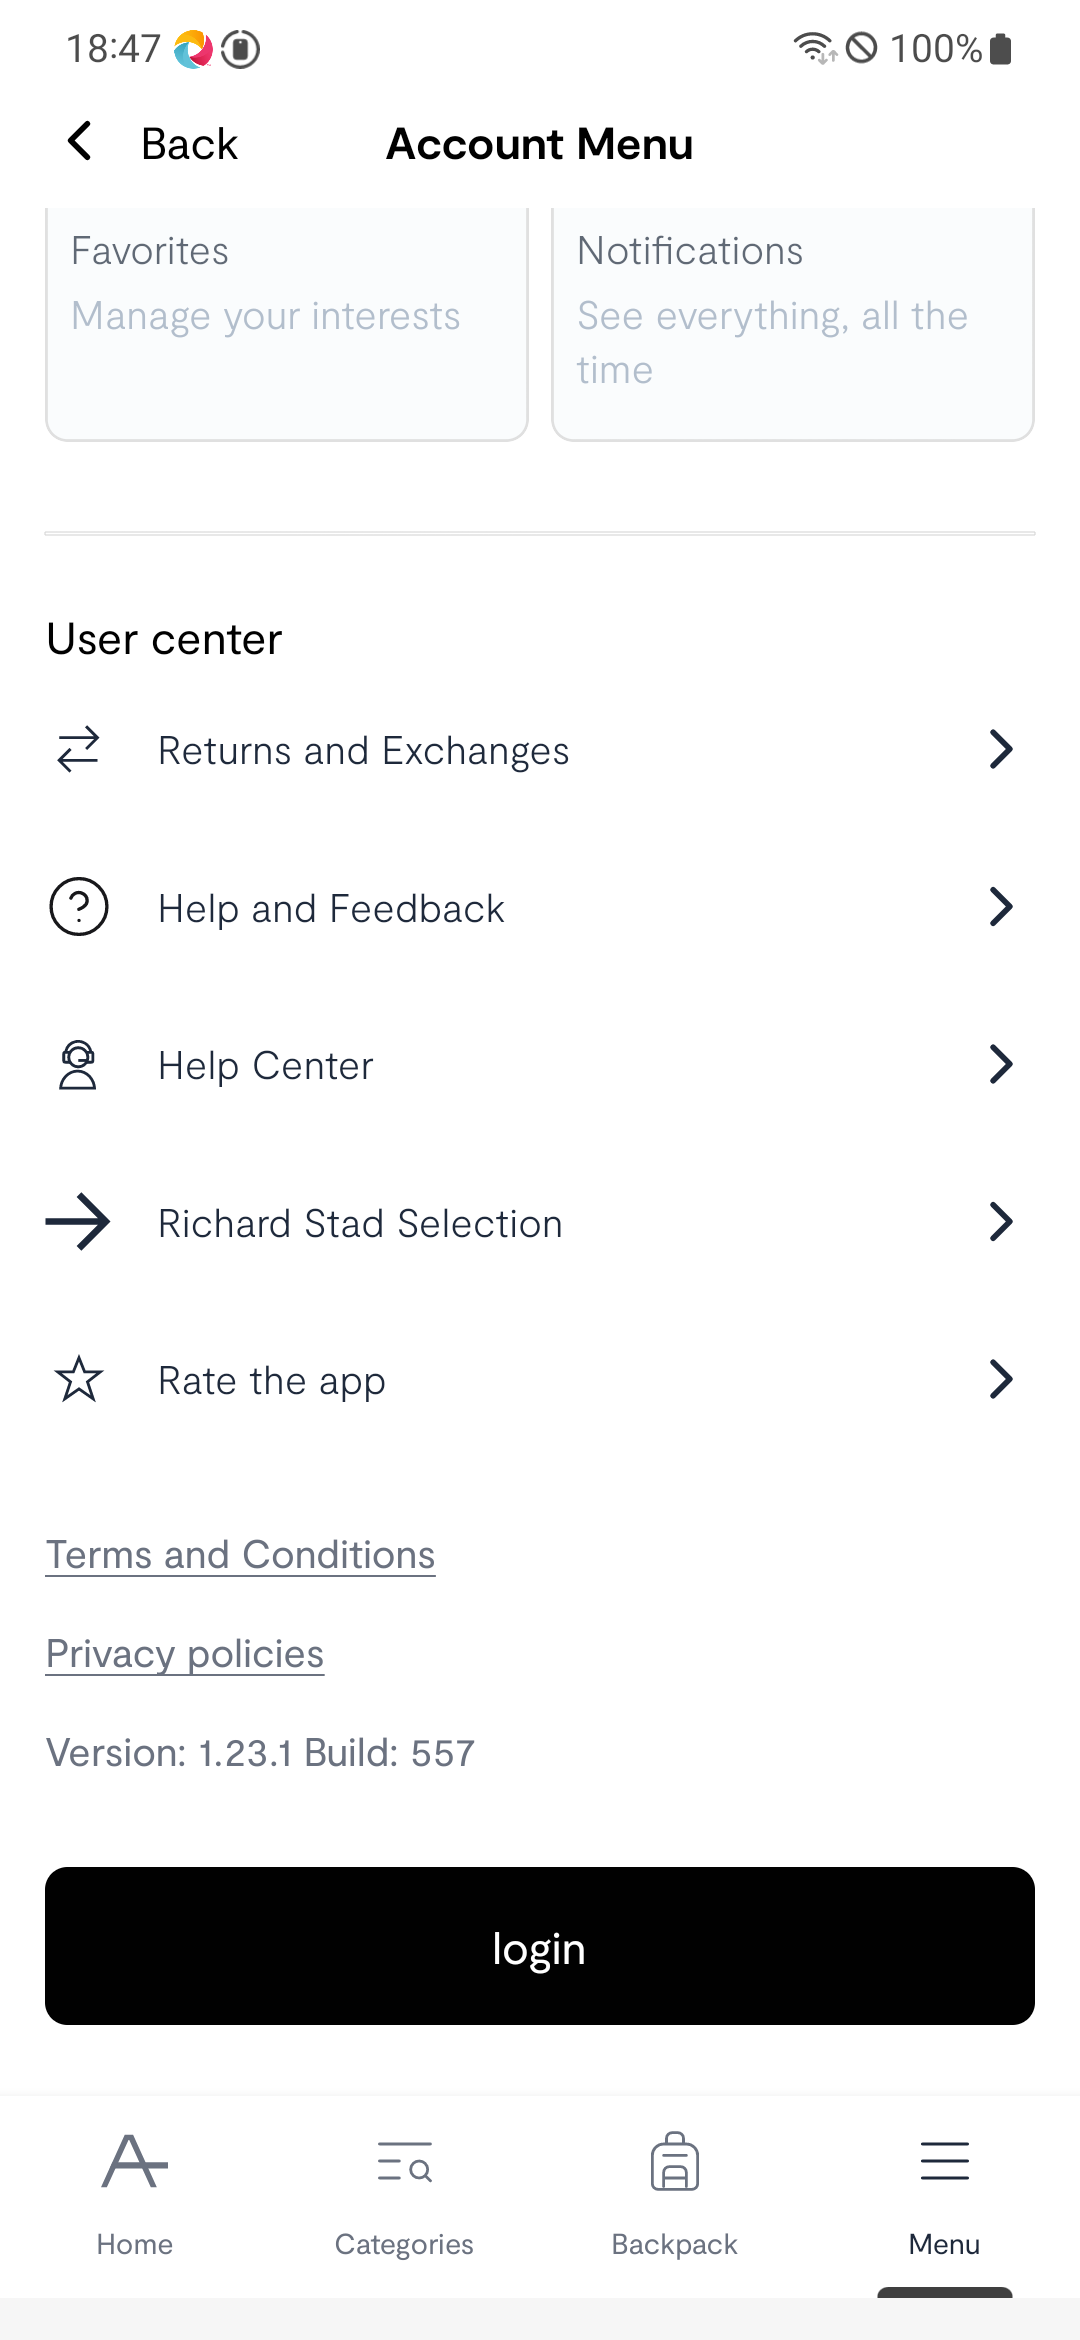 18:47
100%
Back
Account Menu
Favorites
Manage your interests
Notifications
See everything, all the
time
User center
Returns and Exchanges
Help and Feedback
Help Center
Richard Stad Selection
Rate the app
Terms and Conditions
Privacy policies
Version: 1.23.1 Build: 557
login
Home
Categories
Backpack
Menu